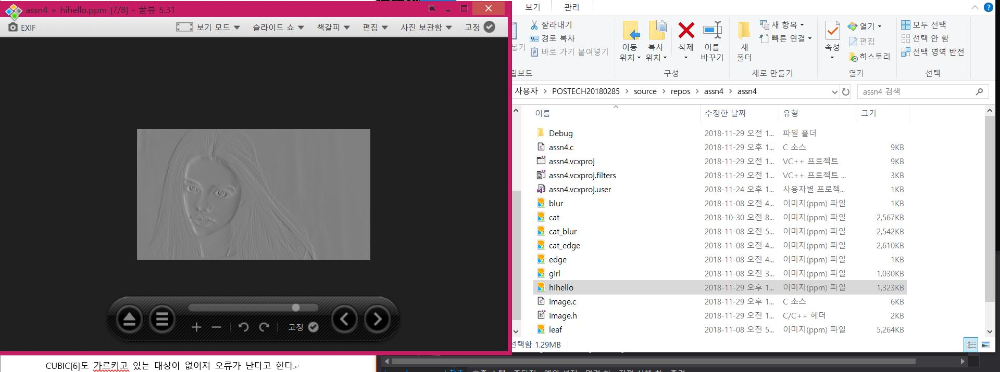 assn4 > hihello.ppm [7/8] - 꿀뷰 5.31
EXIF 보기 모드 슬라이드 쇼 책갈피 편집 사진 보관함 고정
고정
CUBIC[6]도 가르키고 있는 대상이 없어져 오류가 난다고 한다.
보기 관리
잘라내기
경로 복사
바로 가기 붙여넣기
이동 위치
복사 위치
삭제
이름 바꾸기
새 폴더
새 항목
빠른 연결
속성
열기
편집
히스토리
모두 선택
선택 안 함
선택 영역 반전
구성 새로 만들기 열기 선택
사용자 > POSTECH20180285 > source > repos > assn4 > assn4
assn4 검색
이름 수정한 날짜 유형 크기
Debug 2018-11-29 오전 1... 파일 폴더
assn4.c 2018-11-29 오후 1... C 소스 9KB
assn4.vcxproj 2018-11-29 오전 1... VC++ 프로젝트 9KB
assn4.vcxproj.filters 2018-11-29 오전 1... VC++ 프로젝트 ... 3KB
assn4.vcxproj.user 2018-11-24 오후 1... 사용자별 프로젝... 1KB
blur 2018-11-08 오전 4... 이미지(ppm) 파일 1KB
cat 2018-10-30 오전 8... 이미지(ppm) 파일 2,567KB
cat_blur 2018-11-08 오전 5... 이미지(ppm) 파일 2,542KB
cat_edge 2018-11-08 오전 4... 이미지(ppm) 파일 2,610KB
edge 2018-11-08 오전 4... 이미지(ppm) 파일 1KB
girl 2018-11-08 오전 3... 이미지(ppm) 파일 1,030KB
hihello 2018-11-29 오후 1... 이미지(ppm) 파일 1,323KB
image.c 2018-11-29 오후 1... C 소스 6KB
image.h 2018-11-29 오전 1... C/C++ 헤더 2KB
leaf 2018-11-08 오전 5... 이미지(ppm) 파일 5,264KB
선택함 1.29MB